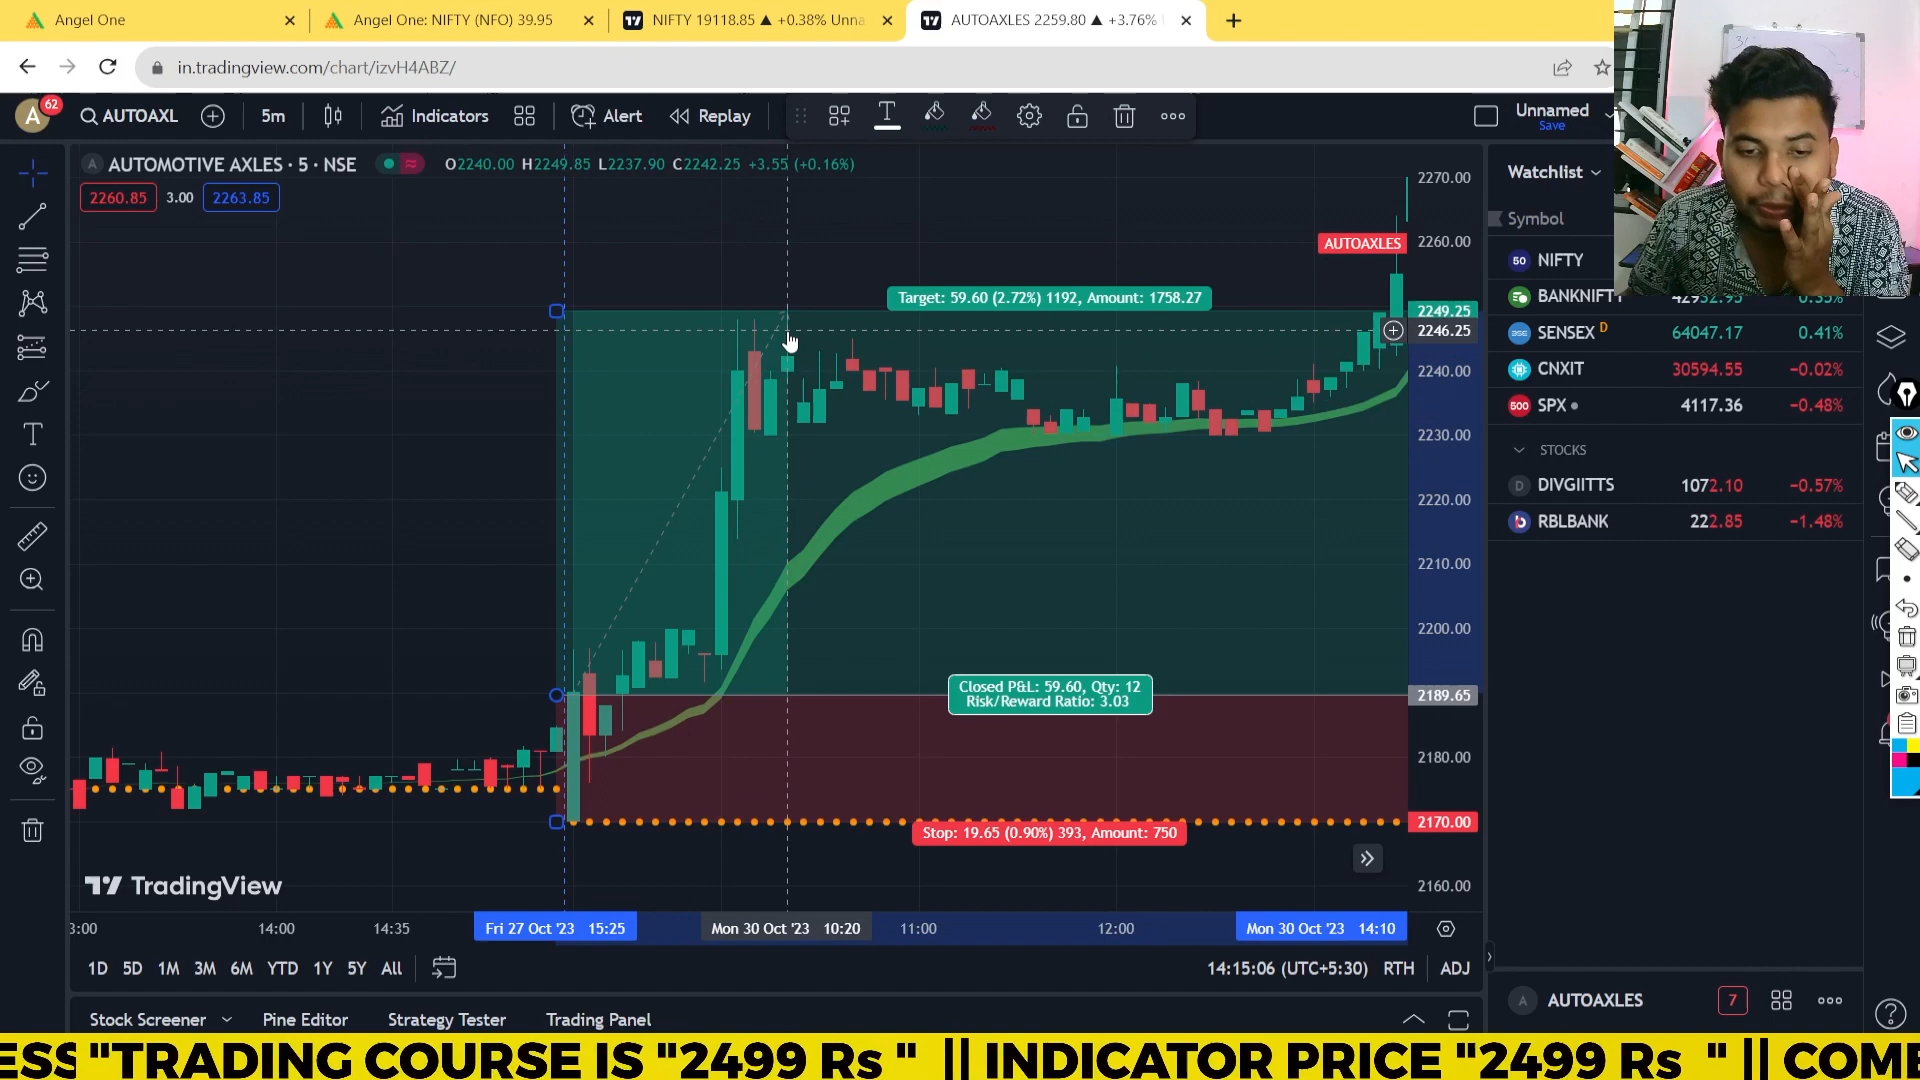 Angel One
Angel One: NIFTY (NFO) 39.95
NIFTY 19118.85 ▲ +0.38% Unna
AUTOAXLES 2259.80 ▲ +3.76%
in.tradingview.com/chart/izvH4ABZ/
A
62
AUTOAXL
5m
Indicators
Alert
Replay
T
Unnamed
Save
A AUTOMOTIVE AXLES · 5 · NSE
O2240.00 H2249.85 L2237.90 C2242.25 +3.55 (+0.16%)
2260.85
3.00
2263.85
2270.00
2260.00
AUTOAXLES
2249.25
2246.25
2240.00
2230.00
2220.00
2210.00
2200.00
2189.65
2180.00
2170.00
2160.00
Target: 59.60 (2.72%) 1192, Amount: 1758.27
Closed P&L: 59.60, Qty: 12
Risk/Reward Ratio: 3.03
Stop: 19.65 (0.90%) 393, Amount: 750
TradingView
3:00
14:00
14:35
Fri 27 Oct '23 15:25
Mon 30 Oct '23 10:20
11:00
12:00
Mon 30 Oct '23 14:10
1D 5D 1M 3M 6M YTD 1Y 5Y All
14:15:06 (UTC+5:30) RTH ADJ
Stock Screener
Pine Editor
Strategy Tester
Trading Panel
Watchlist
Symbol
50 NIFTY
BANKNIFTY
SENSEX D 64047.17 0.41%
CNXIT 30594.55 −0.02%
500 SPX 4117.36 −0.48%
STOCKS
D DIVGIITTS 1072.10 −0.57%
RBLBANK 222.85 −1.48%
A AUTOAXLES 7
ESS "TRADING COURSE IS "2499 Rs " || INDICATOR PRICE "2499 Rs " || COME